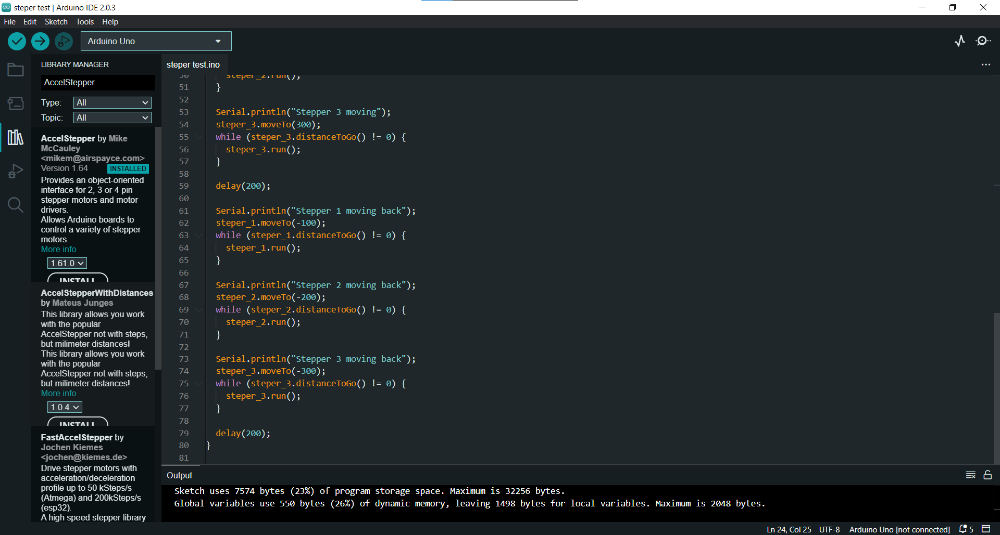 steper test | Arduino IDE 2.0.3
File Edit Sketch Tools Help
Arduino Uno
LIBRARY MANAGER
AccelStepper
Type: All
Topic: All
AccelStepper by Mike
McCauley
<mikem@airspayce.com>
Version 1.64 INSTALLED
Provides an object-oriented
interface for 2, 3 or 4 pin
stepper motors and motor
drivers.
Allows Arduino boards to
control a variety of stepper
motors.
More info
1.61.0
INSTALL
AccelStepperWithDistances
by Mateus Junges
This library allows you work
with the popular
AccelStepper not with steps,
but milimeter distances!
This library allows you work
with the popular
AccelStepper not with steps,
but milimeter distances!
More info
1.0.4
INSTALL
FastAccelStepper by
Jochen Kiemes
<jochen@kiemes.de>
Drive stepper motors with
acceleration/deceleration
profile up to 50 kSteps/s
(Atmega) and 200kSteps/s
(esp32).
A high speed stepper library
steper test.ino
50 steper_2.run();
51 }
52
53 Serial.println("Stepper 3 moving");
54 steper_3.moveTo(300);
55 while (steper_3.distanceToGo() != 0) {
56 steper_3.run();
57 }
58
59 delay(200);
60
61 Serial.println("Stepper 1 moving back");
62 steper_1.moveTo(-100);
63 while (steper_1.distanceToGo() != 0) {
64 steper_1.run();
65 }
66
67 Serial.println("Stepper 2 moving back");
68 steper_2.moveTo(-200);
69 while (steper_2.distanceToGo() != 0) {
70 steper_2.run();
71 }
72
73 Serial.println("Stepper 3 moving back");
74 steper_3.moveTo(-300);
75 while (steper_3.distanceToGo() != 0) {
76 steper_3.run();
77 }
78
79 delay(200);
80 }
81
Output
Sketch uses 7574 bytes (23%) of program storage space. Maximum is 32256 bytes.
Global variables use 550 bytes (26%) of dynamic memory, leaving 1498 bytes for local variables. Maximum is 2048 bytes.
Ln 24, Col 25 UTF-8 Arduino Uno [not connected] 5